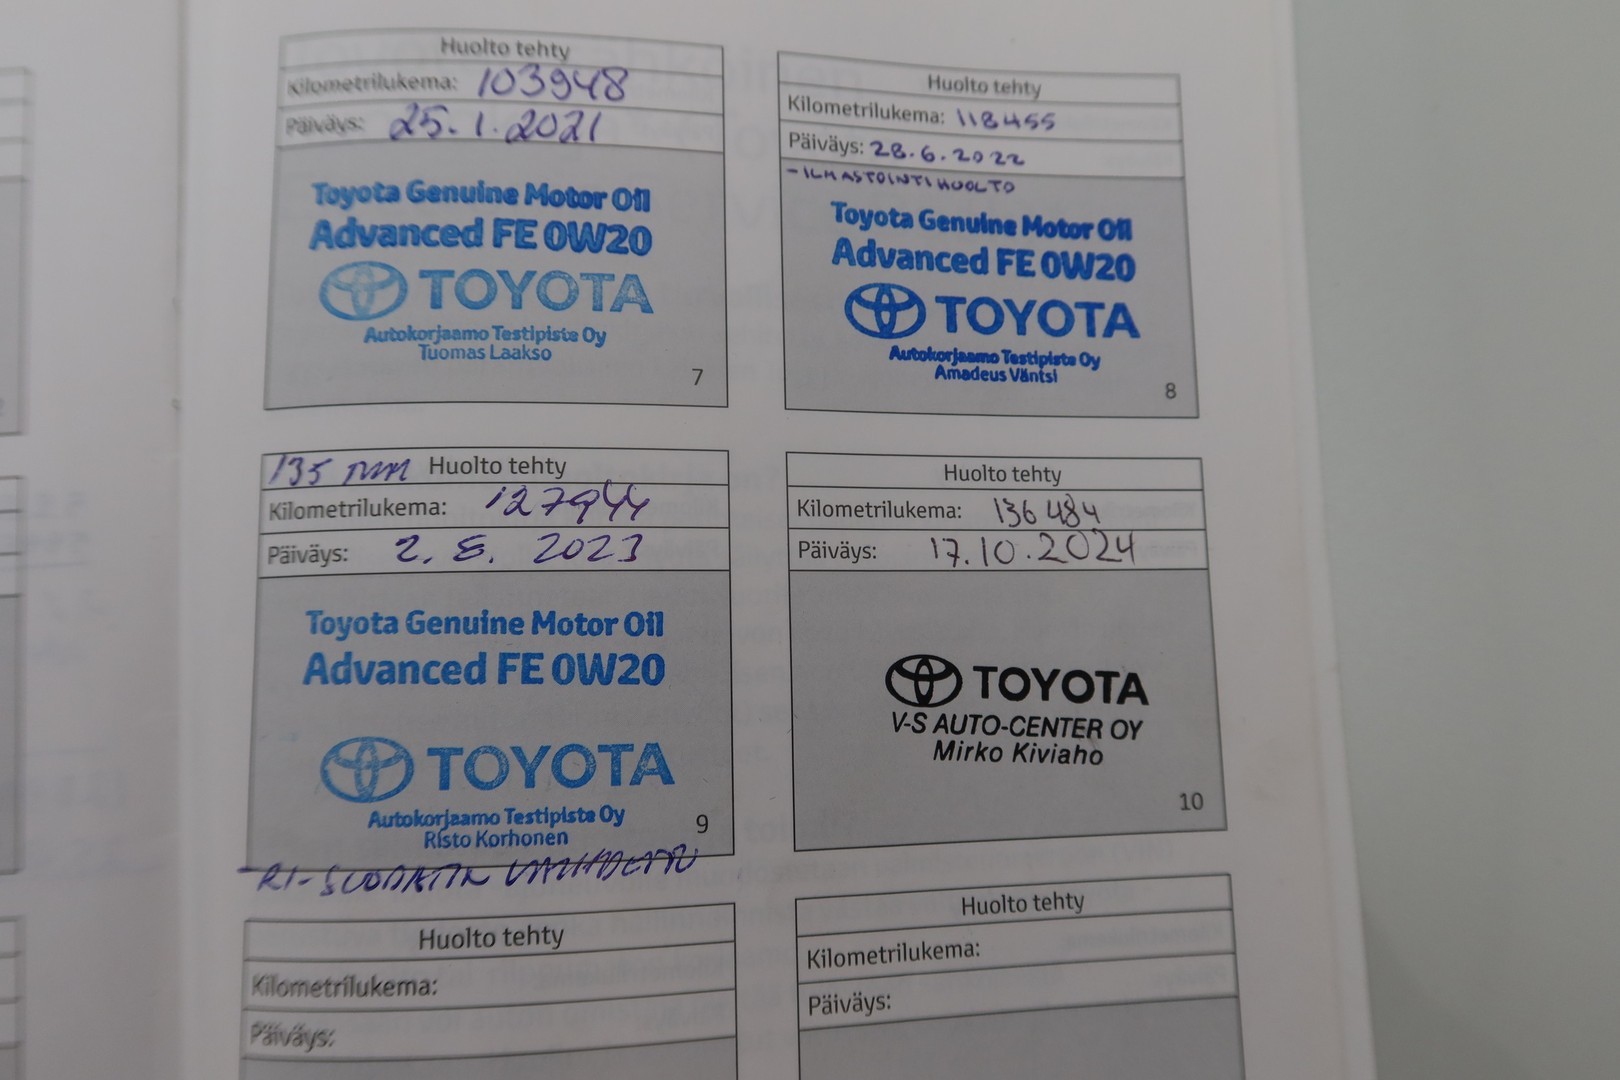 Huolto tehty
Kilometrilukema: 103948
Päiväys: 25.1.2021
Toyota Genuine Motor Oil
Advanced FE 0W20
TOYOTA
Autokorjaamo Testipiste Oy
Tuomas Laakso
7
Huolto tehty
Kilometrilukema: 118455
Päiväys: 28.6.2022
- ILMASTOINTIHUOLTO
Toyota Genuine Motor Oil
Advanced FE 0W20
TOYOTA
Autokorjaamo Testipiste Oy
Amadeus Väntsi
8
135 Huolto tehty
Kilometrilukema: 127944
Päiväys: 2. 8. 2023
Toyota Genuine Motor Oil
Advanced FE 0W20
TOYOTA
Autokorjaamo Testipiste Oy
Risto Korhonen
9
Huolto tehty
Kilometrilukema: 136 484
Päiväys: 17.10.2024
TOYOTA
V-S AUTO-CENTER OY
Mirko Kiviaho
10
Huolto tehty
Kilometrilukema:
Päiväys:
Huolto tehty
Kilometrilukema:
Päiväys: